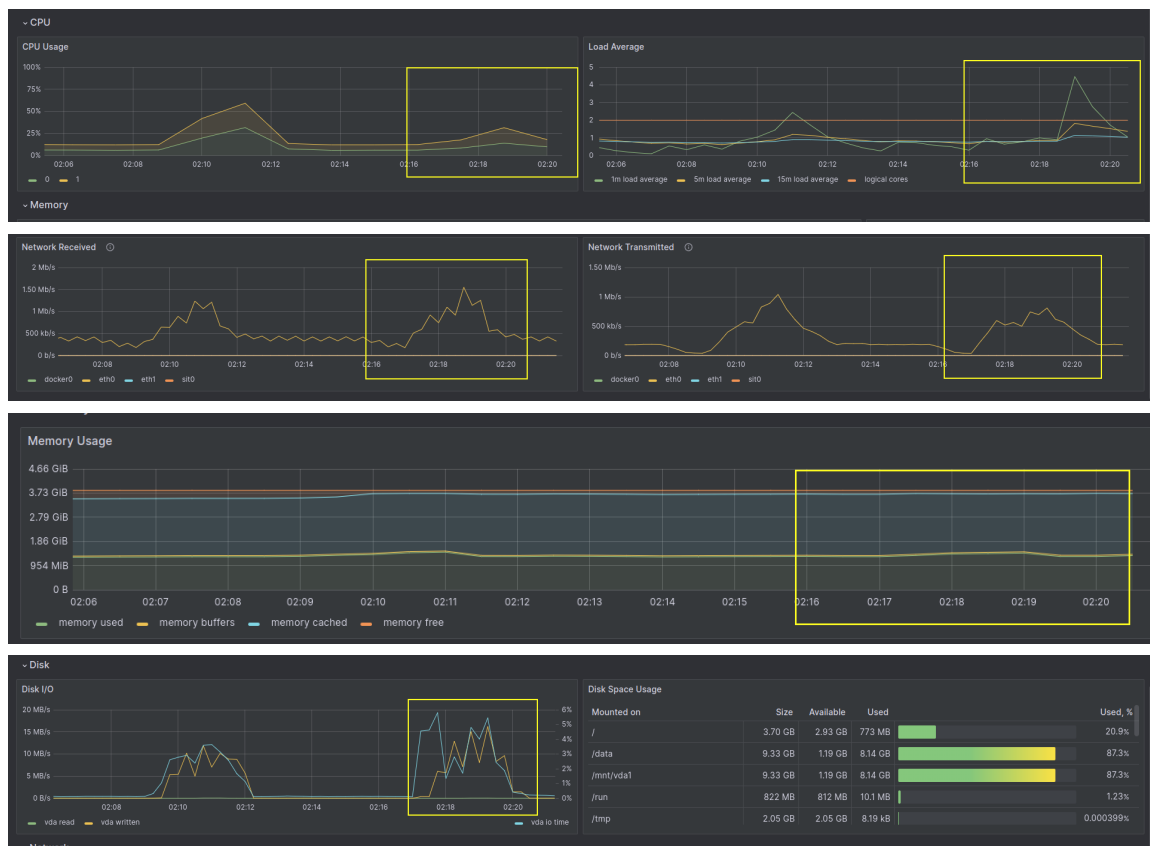 CPU
CPU Usage
100%
75%
50%
25%
0%
02:06 02:08 02:10 02:12 02:14 02:16 02:18 02:20
0 1
Load Average
5
4
3
2
1
0
02:06 02:08 02:10 02:12 02:14 02:16 02:18 02:20
1m load average 5m load average 15m load average logical cores
Memory
Network Received
2 Mb/s
1.50 Mb/s
1 Mb/s
500 kb/s
0 b/s
02:08 02:10 02:12 02:14 02:16 02:18 02:20
docker0 eth0 eth1 sit0
Network Transmitted
1.50 Mb/s
1 Mb/s
500 kb/s
0 b/s
02:08 02:10 02:12 02:14 02:16 02:18 02:20
docker0 eth0 eth1 sit0
Memory Usage
4.66 GiB
3.73 GiB
2.79 GiB
1.86 GiB
954 MiB
0 B
02:06 02:07 02:08 02:09 02:10 02:11 02:12 02:13 02:14 02:15 02:16 02:17 02:18 02:19 02:20
memory used memory buffers memory cached memory free
Disk
Disk I/O
20 MB/s 6%
15 MB/s 5%
10 MB/s 4%
5 MB/s 3%
0 B/s 2%
1%
0%
02:08 02:10 02:12 02:14 02:16 02:18 02:20
vda read vda written vda io time
Disk Space Usage
Mounted on Size Available Used Used, %
/ 3.70 GB 2.93 GB 773 MB 20.9%
/data 9.33 GB 1.19 GB 8.14 GB 87.3%
/mnt/vda1 9.33 GB 1.19 GB 8.14 GB 87.3%
/run 822 MB 812 MB 10.1 MB 1.23%
/tmp 2.05 GB 2.05 GB 8.19 kB 0.000399%